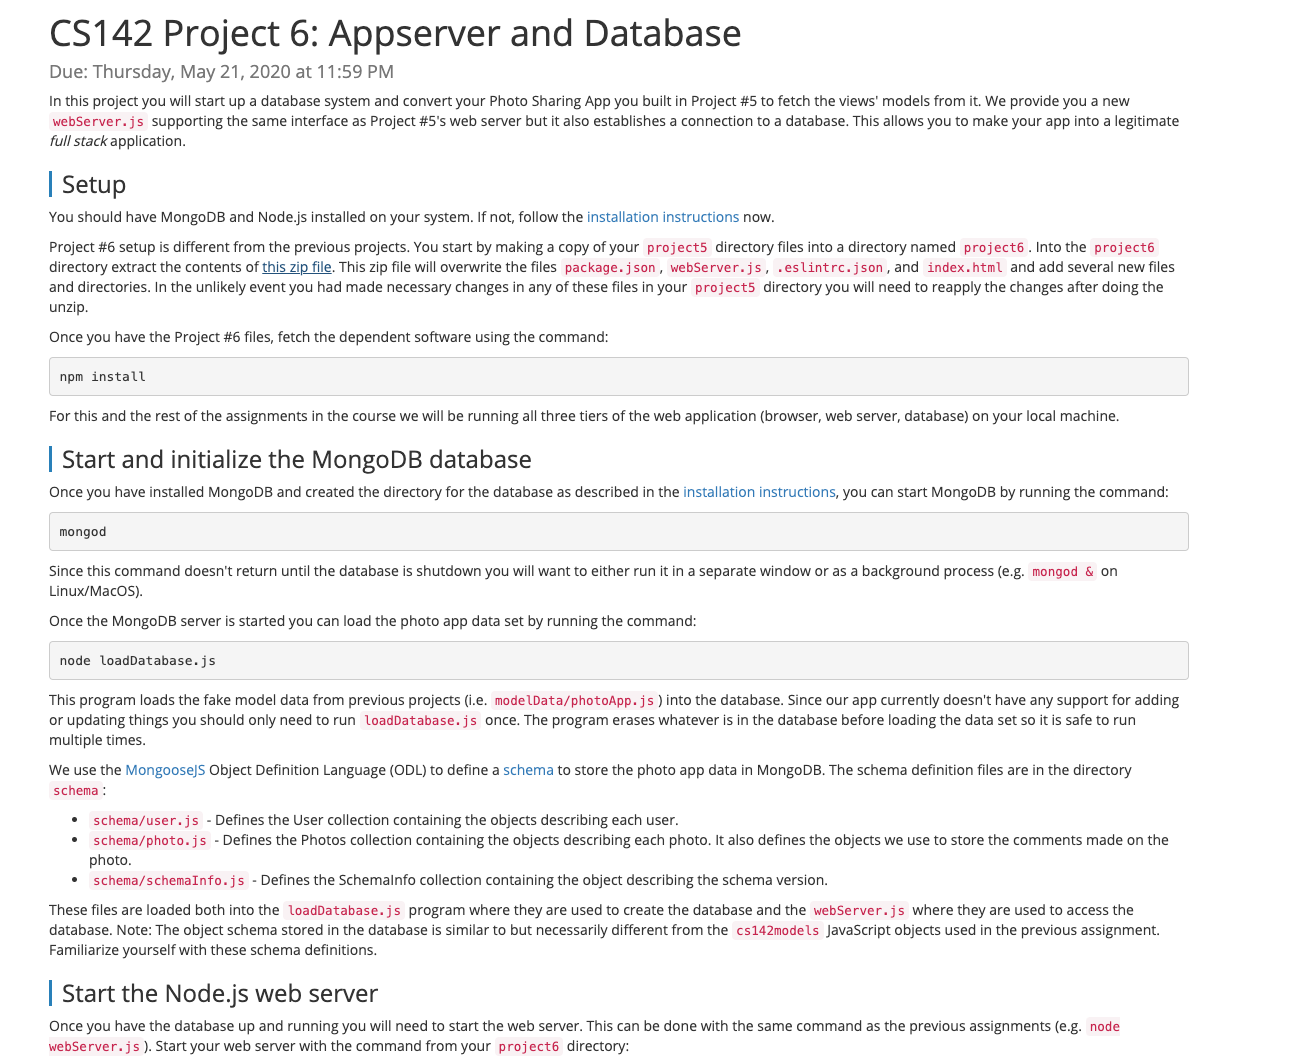 CS142 Project 6: Appserver and Database
Due: Thursday, May 21, 2020 at 11:59 PM
In this project you will start up a database system and convert your Photo Sharing App you built in Project #5 to fetch the views' models from it. We provide you a new
webServer.js supporting the same interface as Project #5's web server but it also establishes a connection to a database. This allows you to make your app into a legitimate
full stack application.
Setup
You should have MongoDB and Node.js installed on your system. If not, follow the installation instructions now.
Project #6 setup is different from the previous projects. You start by making a copy of your project5 directory files into a directory named project6. Into the project6
directory extract the contents of this zip file. This zip file will overwrite the files package.json, webServer.js, .eslintrc.json, and index.html and add several new files
and directories. In the unlikely event you had made necessary changes in any of these files in your project5 directory you will need to reapply the changes after doing the
unzip.
Once you have the Project #6 files, fetch the dependent software using the command:
npm install
For this and the rest of the assignments in the course we will be running all three tiers of the web application (browser, web server, database) on your local machine.
Start and initialize the MongoDB database
Once you have installed MongoDB and created the directory for the database as described in the installation instructions, you can start MongoDB by running the command:
mongod
Since this command doesn't return until the database is shutdown you will want to either run it in a separate window or as a background process (e.g. mongod & on
Linux/MacOS).
Once the MongoDB server is started you can load the photo app data set by running the command:
node loadDatabase.js
This program loads the fake model data from previous projects (i.e. modelData/photoApp.js) into the database. Since our app currently doesn't have any support for adding
or updating things you should only need to run loadDatabase.js once. The program erases whatever is in the database before loading the data set so it is safe to run
multiple times.
We use the MongooseJS Object Definition Language (ODL) to define a schema to store the photo app data in MongoDB. The schema definition files are in the directory
schema:
• schema/user.js - Defines the User collection containing the objects describing each user.
• schema/photo.js - Defines the Photos collection containing the objects describing each photo. It also defines the objects we use to store the comments made on the
photo.
• schema/schemaInfo.js - Defines the SchemaInfo collection containing the object describing the schema version.
These files are loaded both into the loadDatabase.js program where they are used to create the database and the webServer.js where they are used to access the
database. Note: The object schema stored in the database is similar to but necessarily different from the cs142models JavaScript objects used in the previous assignment.
Familiarize yourself with these schema definitions.
Start the Node.js web server
Once you have the database up and running you will need to start the web server. This can be done with the same command as the previous assignments (e.g. node
webServer.js). Start your web server with the command from your project6 directory: